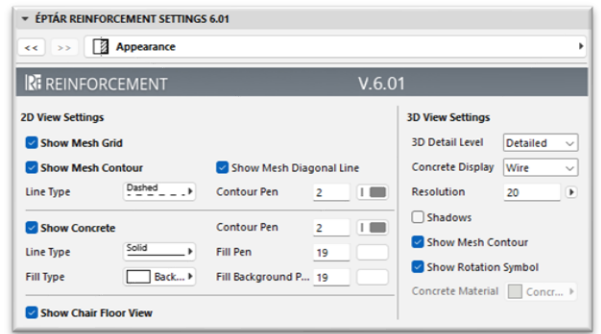 ÉPTÁR REINFORCEMENT SETTINGS 6.01
<< >> Appearance
REINFORCEMENT V.6.01
2D View Settings
Show Mesh Grid
Show Mesh Contour Show Mesh Diagonal Line
Line Type Dashed Contour Pen 2
Show Concrete Contour Pen 2
Line Type Solid Fill Pen 19
Fill Type Back... Fill Background P... 19
Show Chair Floor View
3D View Settings
3D Detail Level Detailed
Concrete Display Wire
Resolution 20
Shadows
Show Mesh Contour
Show Rotation Symbol
Concrete Material Concr...